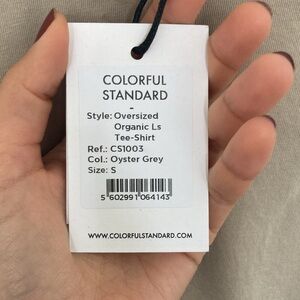 COLORFUL
STANDARD
-
Style: Oversized
Organic Ls
Tee-Shirt
Ref.: CS1003
Col.: Oyster Grey
Size: S
5 602991 064143
WWW.COLORFULSTANDARD.COM